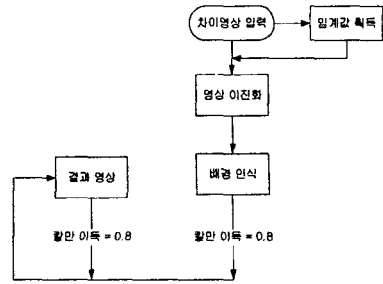 차이영상 입력
임계값 획득
영상 이진화
결과 영상
배경 인식
칼만 이득 = 0.8
칼만 이득 = 0.8